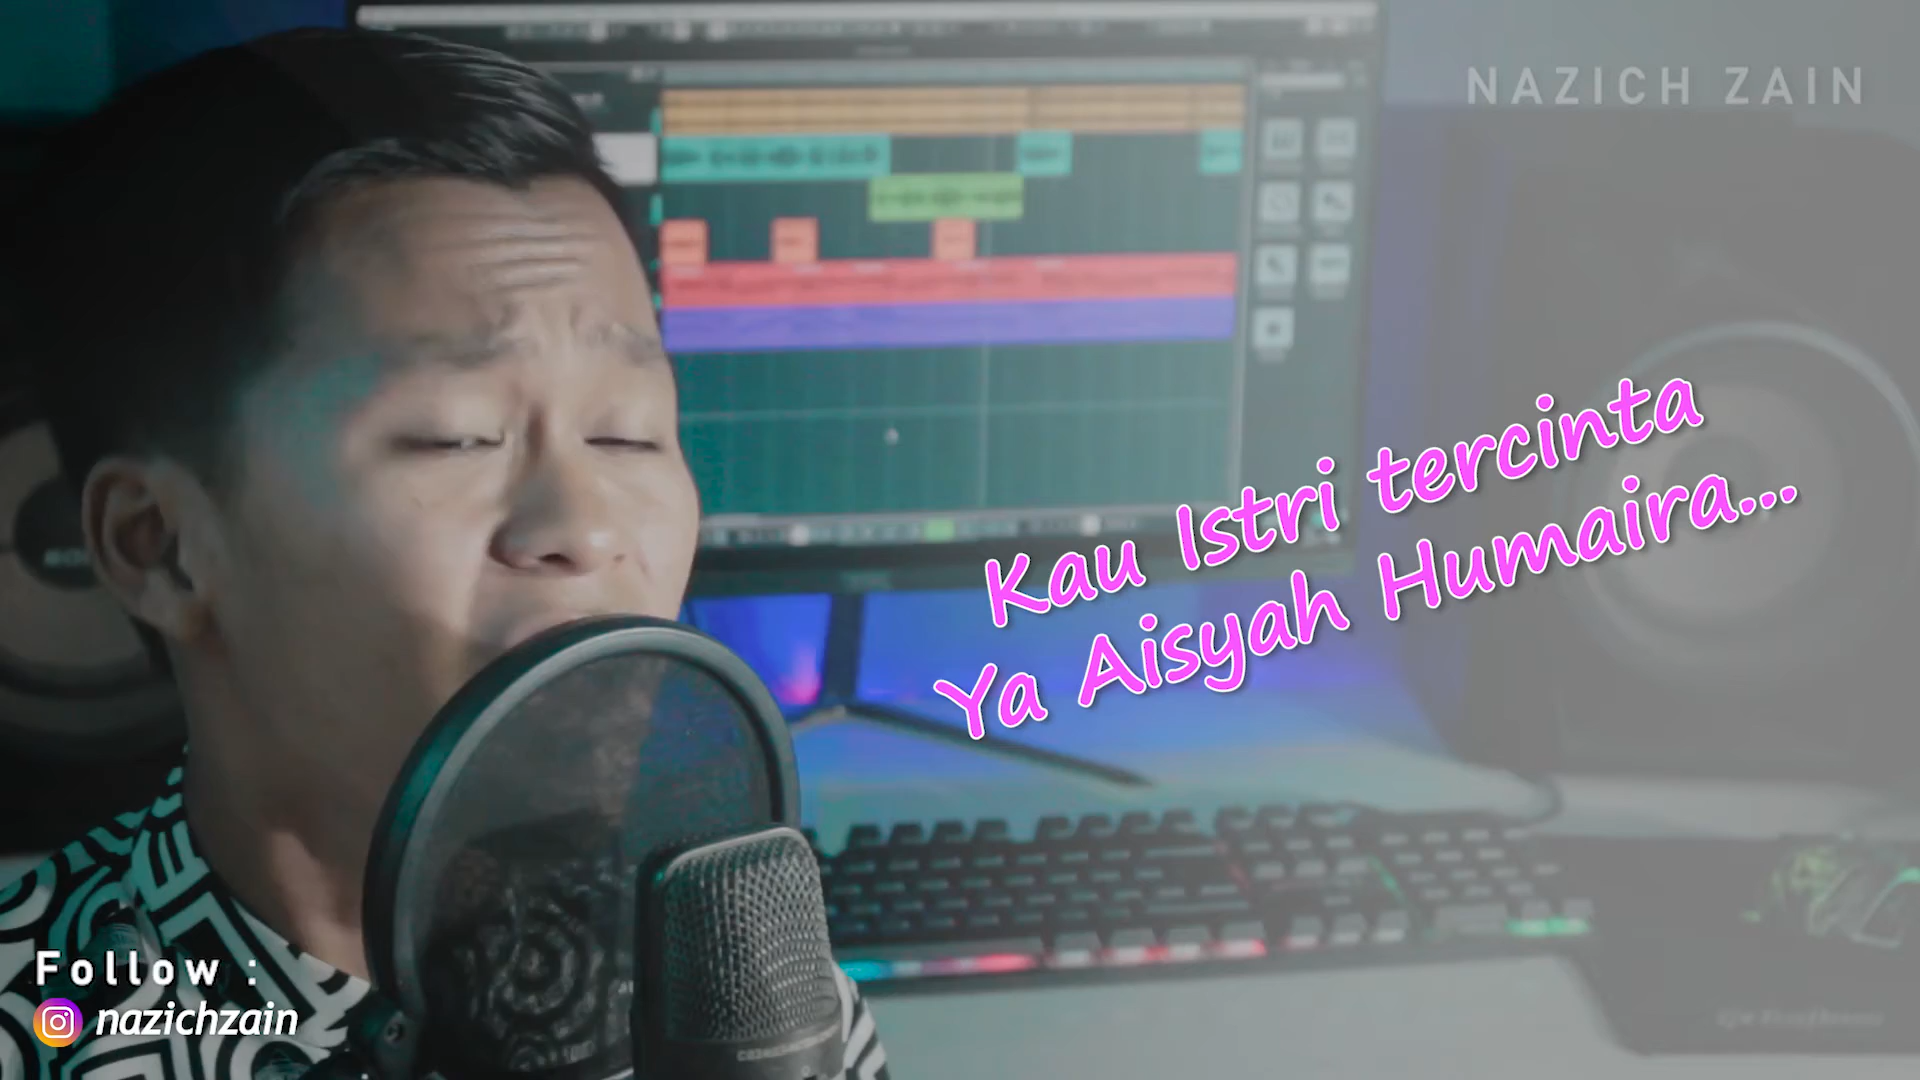 NAZICH ZAIN
Kau Istri tercinta
Ya Aisyah Humaira...
Follow :
nazichzain